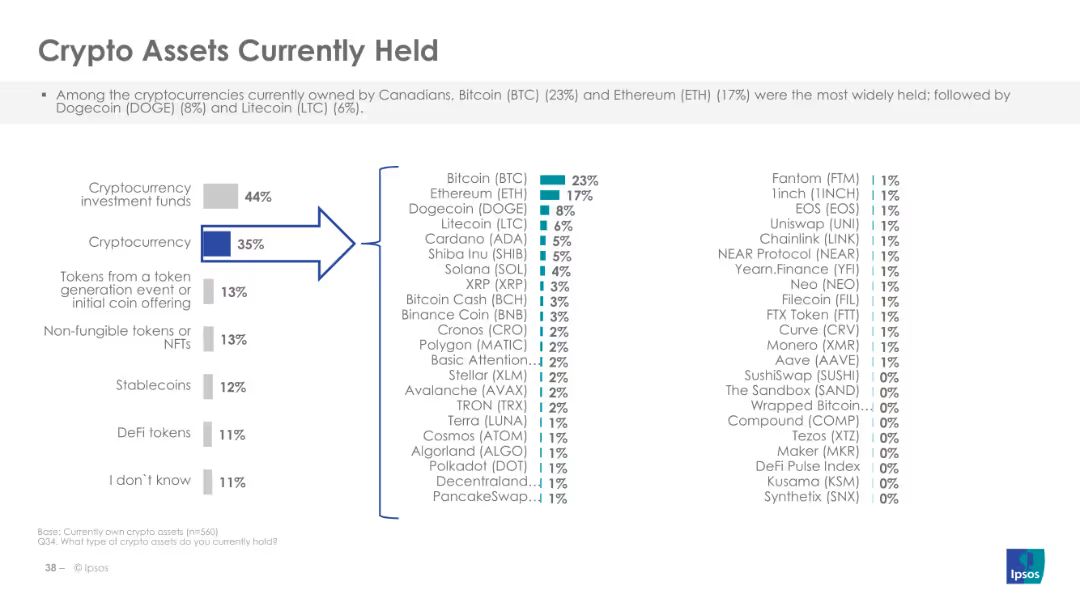 Crypto Assets Currently Held
▪ Among the cryptocurrencies currently owned by Canadians, Bitcoin (BTC) (23%) and Ethereum (ETH) (17%) were the most widely held; followed by
Dogecoin (DOGE) (8%) and Litecoin (LTC) (6%).
Cryptocurrency
investment funds 44%
Cryptocurrency 35%
Tokens from a token
generation event or
initial coin offering 13%
Non-fungible tokens or
NFTs 13%
Stablecoins 12%
DeFi tokens 11%
I don`t know 11%
Bitcoin (BTC) 23%
Ethereum (ETH) 17%
Dogecoin (DOGE) 8%
Litecoin (LTC) 6%
Cardano (ADA) 5%
Shiba Inu (SHIB) 5%
Solana (SOL) 4%
XRP (XRP) 3%
Bitcoin Cash (BCH) 3%
Binance Coin (BNB) 3%
Cronos (CRO) 2%
Polygon (MATIC) 2%
Basic Attention... 2%
Stellar (XLM) 2%
Avalanche (AVAX) 2%
TRON (TRX) 2%
Terra (LUNA) 1%
Cosmos (ATOM) 1%
Algorland (ALGO) 1%
Polkadot (DOT) 1%
Decentraland... 1%
PancakeSwap... 1%
Fantom (FTM) 1%
1inch (1INCH) 1%
EOS (EOS) 1%
Uniswap (UNI) 1%
Chainlink (LINK) 1%
NEAR Protocol (NEAR) 1%
Yearn.Finance (YFI) 1%
Neo (NEO) 1%
Filecoin (FIL) 1%
FTX Token (FTT) 1%
Curve (CRV) 1%
Monero (XMR) 1%
Aave (AAVE) 1%
SushiSwap (SUSHI) 0%
The Sandbox (SAND) 0%
Wrapped Bitcoin... 0%
Compound (COMP) 0%
Tezos (XTZ) 0%
Maker (MKR) 0%
DeFi Pulse Index 0%
Kusama (KSM) 0%
Synthetix (SNX) 0%
Base: Currently own crypto assets (n=560)
Q34. What type of crypto assets do you currently hold?
38 – © Ipsos
Ipsos